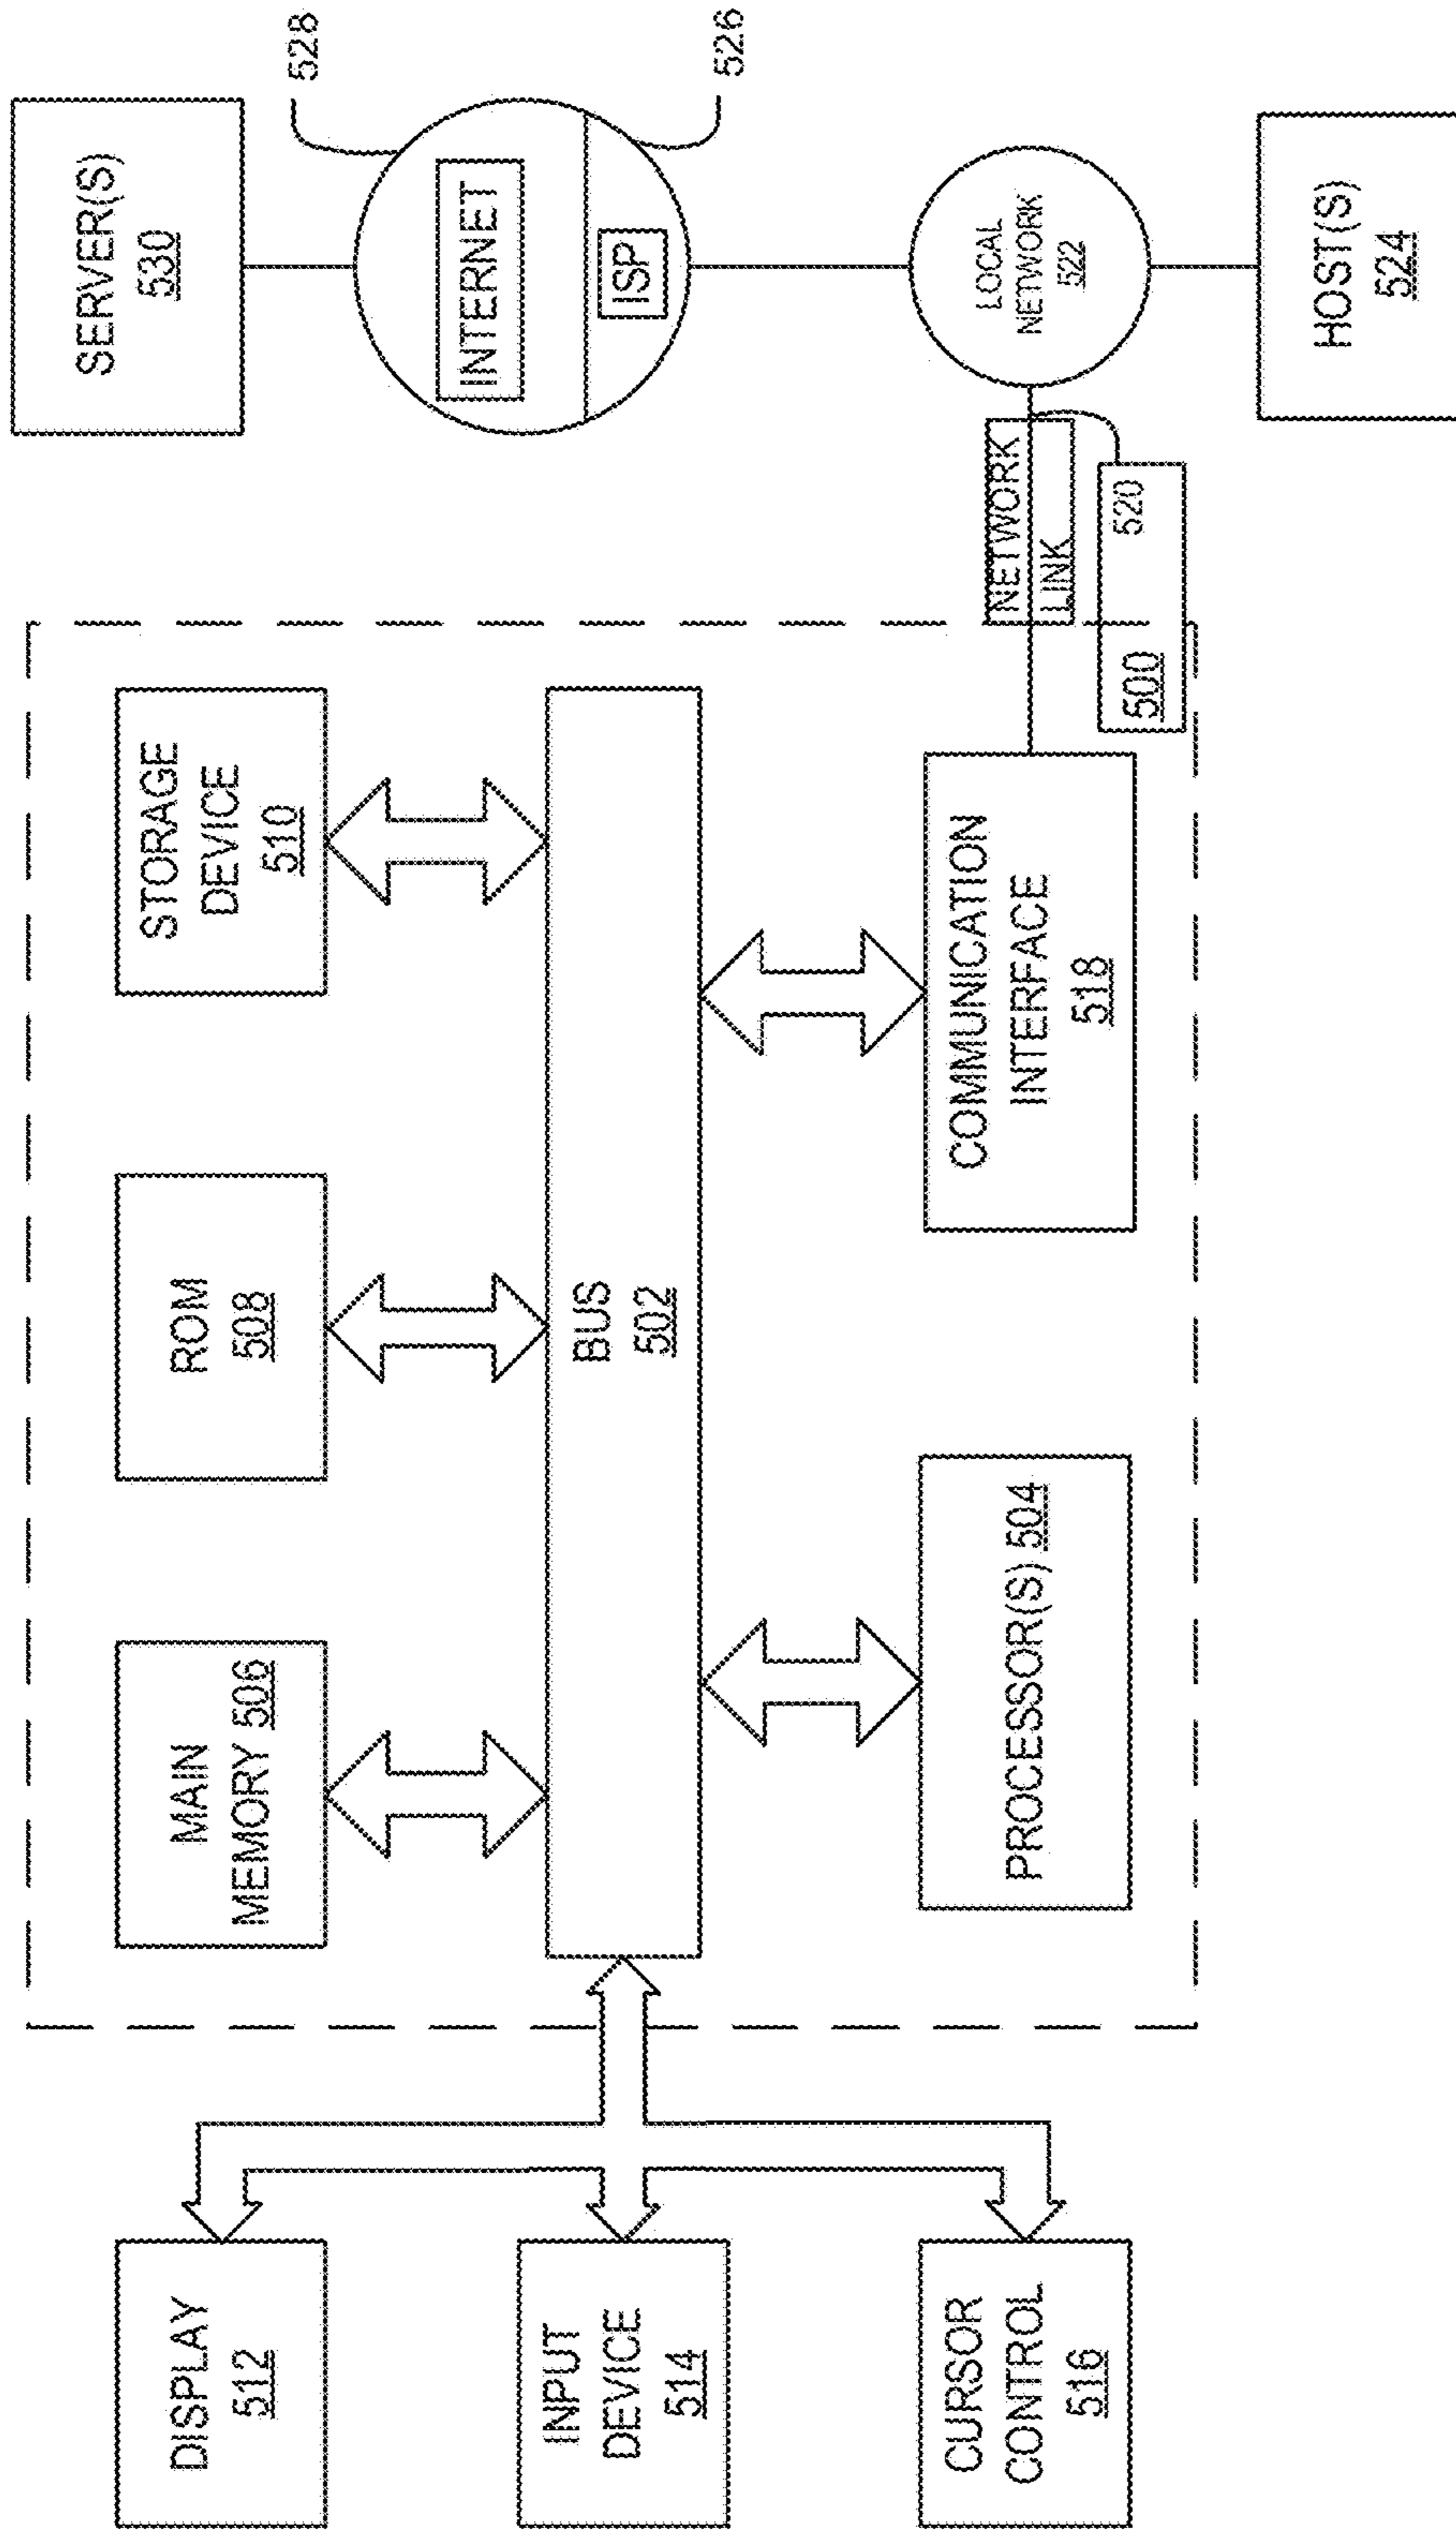 DISPLAY
512
INPUT
DEVICE
514
CURSOR
CONTROL
516
MAIN
MEMORY 506
ROM
508
STORAGE
DEVICE
510
BUS
502
PROCESSOR(S) 504
COMMUNICATION
INTERFACE
518
500
NETWORK
LINK
520
SERVER(S)
530
528
INTERNET
ISP
526
LOCAL
NETWORK
522
HOST(S)
524